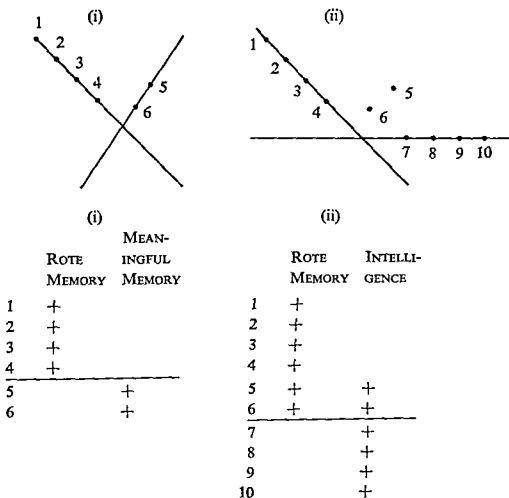 (i)
1
2
3
4
5
6
(ii)
1
2
3
4
5
6
7 8 9 10
(i)
ROTE MEMORY
MEAN-
INGFUL
MEMORY
1 +
2 +
3 +
4 +
5 +
6 +
(ii)
ROTE MEMORY
INTELLI-
GENCE
1 +
2 +
3 +
4 +
5 + +
6 + +
7 +
8 +
9 +
10 +